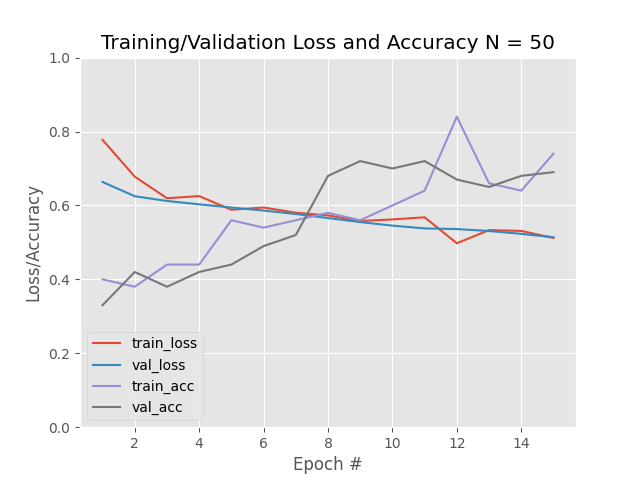 Training/Validation Loss and Accuracy N = 50
1.0
0.8
0.6
0.4
0.2
0.0
Loss/Accuracy
train_loss
val_loss
train_acc
val_acc
2 4 6 8 10 12 14
Epoch #